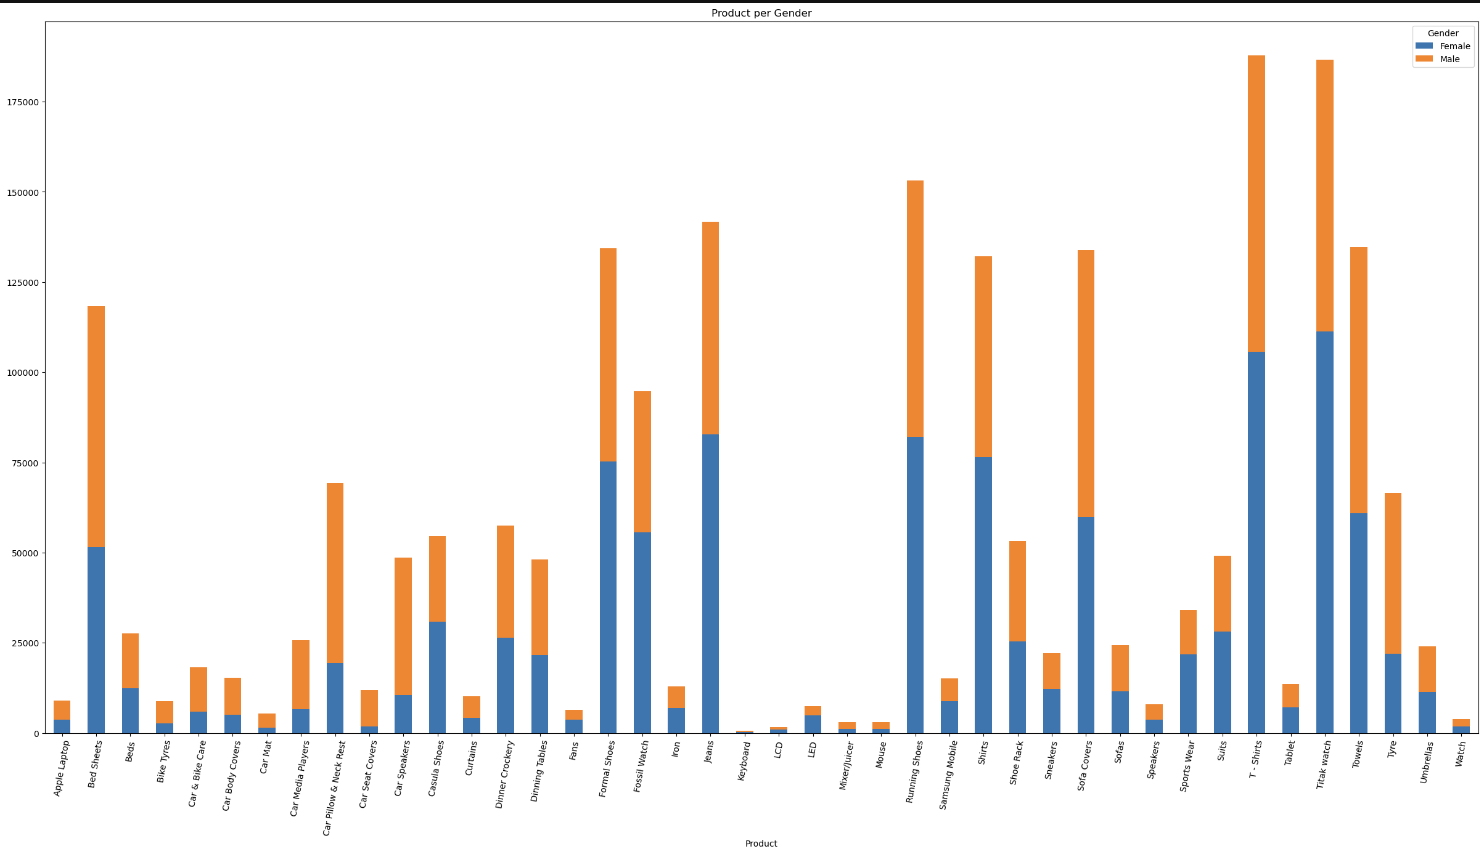 Product per Gender
Gender
Female
Male
175000
150000
125000
100000
75000
50000
25000
0
Apple Laptop
Bed Sheets
Beds
Bike Tyres
Car & Bike Care
Car Body Covers
Car Mat
Car Media Players
Car Pillow & Neck Rest
Car Seat Covers
Car Speakers
Casula Shoes
Curtains
Dinner Crockery
Dinning Tables
Fans
Formal Shoes
Fossil Watch
Iron
Jeans
Keyboard
LCD
LED
Mixer/Juicer
Mouse
Running Shoes
Samsung Mobile
Shirts
Shoe Rack
Sneakers
Sofa Covers
Sofas
Speakers
Sports Wear
Suits
T - Shirts
Tablet
Titak watch
Towels
Tyre
Umbrellas
Watch
Product